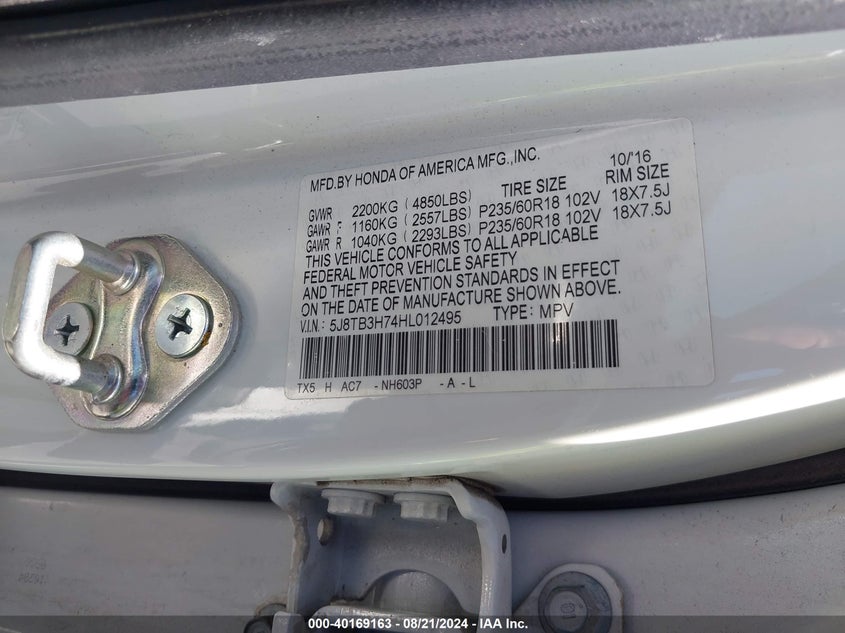 MFD.BY HONDA OF AMERICA MFG.,INC. 10/'16
TIRE SIZE RIM SIZE
GVWR 2200KG (4850LBS)
GAWR F 1160KG (2557LBS) P235/60R18 102V 18X7.5J
GAWR R 1040KG (2293LBS) P235/60R18 102V 18X7.5J
THIS VEHICLE CONFORMS TO ALL APPLICABLE
FEDERAL MOTOR VEHICLE SAFETY
AND THEFT PREVENTION STANDARDS IN EFFECT
ON THE DATE OF MANUFACTURE SHOWN ABOVE.
V.I.N.: 5J8TB3H74HL012495 TYPE: MPV
TX5 H AC7 -NH603P -A-L
000-40169163 - 08/21/2024 - IAA Inc.